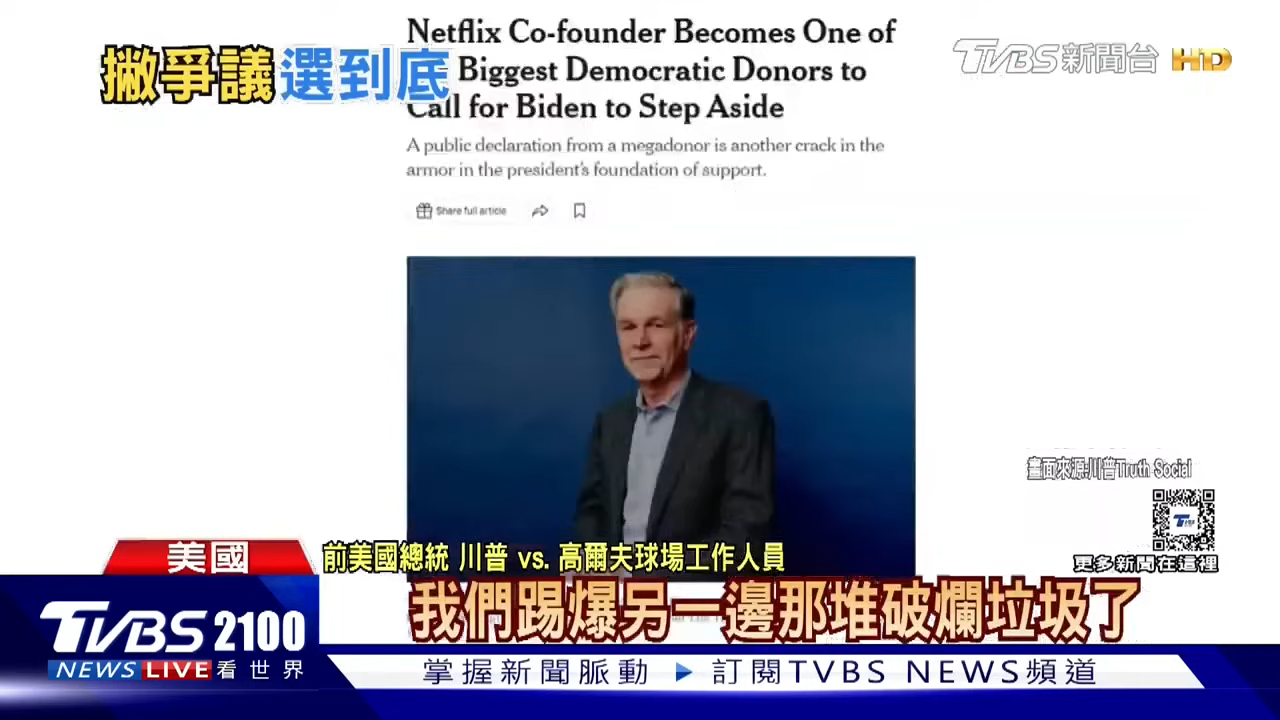 Netflix Co-founder Becomes One of
Biggest Democratic Donors to
Call for Biden to Step Aside
A public declaration from a megadonor is another crack in the
armor in the president's foundation of support.
Share full article
撇爭議選到底
TVBS新聞台 HD
畫面來源:川普Truth Social
更多新聞在這裡
美國
前美國總統 川普 vs. 高爾夫球場工作人員
我們踢爆另一邊那堆破爛垃圾了
TVBS 2100
NEWS LIVE 看世界
掌握新聞脈動 ▶ 訂閱TVBS NEWS頻道